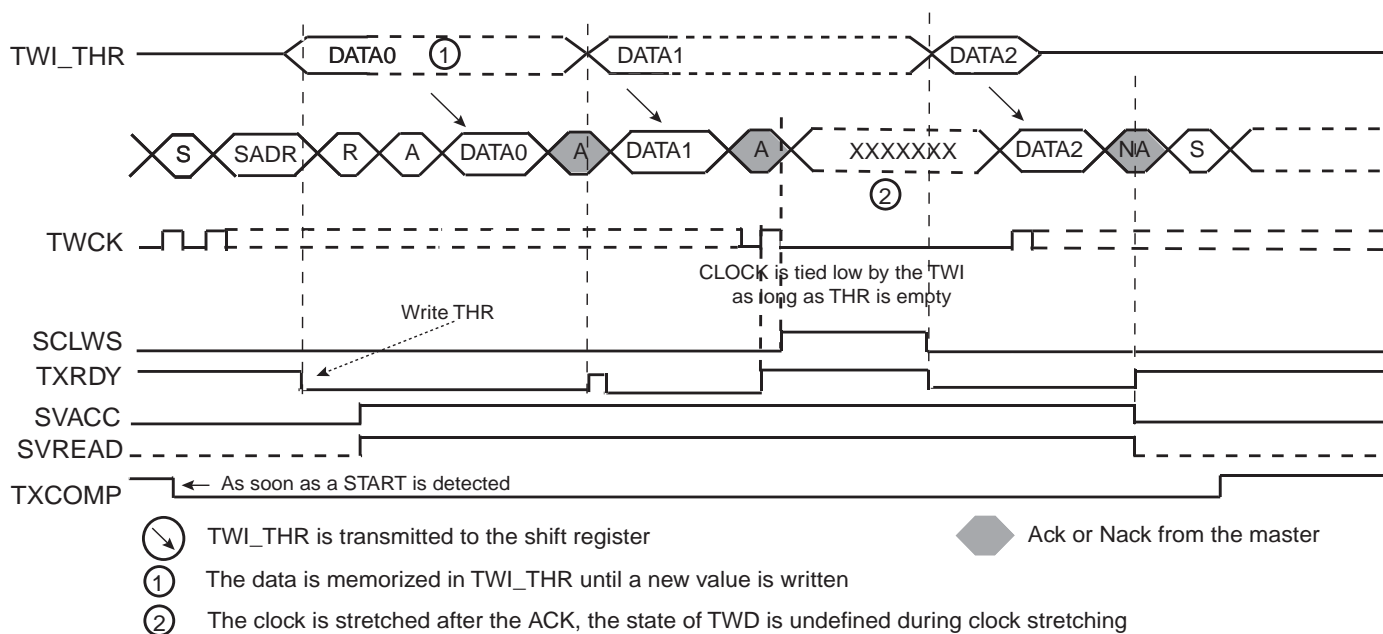 TWI_THR DATA0 ① DATA1 DATA2
S SADR R A DATA0 A DATA1 A XXXXXXX DATA2 NA S
②
TWCK
CLOCK is tied low by the TWI
as long as THR is empty
Write THR
SCLWS
TXRDY
SVACC
SVREAD
TXCOMP As soon as a START is detected
TWI_THR is transmitted to the shift register Ack or Nack from the master
① The data is memorized in TWI_THR until a new value is written
② The clock is stretched after the ACK, the state of TWD is undefined during clock stretching